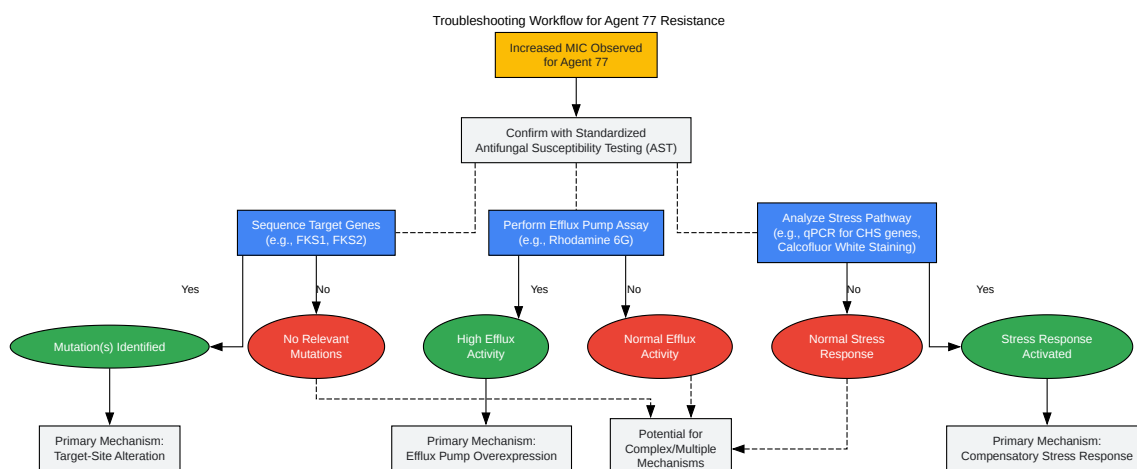 Troubleshooting Workflow for Agent 77 Resistance
Increased MIC Observed
for Agent 77
Confirm with Standardized
Antifungal Susceptibility Testing (AST)
Sequence Target Genes
(e.g., FKS1, FKS2)
Perform Efflux Pump Assay
(e.g., Rhodamine 6G)
Analyze Stress Pathway
(e.g., qPCR for CHS genes,
Calcofluor White Staining)
Yes
No
Yes
No
No
Yes
Mutation(s) Identified
No Relevant
Mutations
High Efflux
Activity
Normal Efflux
Activity
Normal Stress
Response
Stress Response
Activated
Primary Mechanism:
Target-Site Alteration
Primary Mechanism:
Efflux Pump Overexpression
Potential for
Complex/Multiple
Mechanisms
Primary Mechanism:
Compensatory Stress Response